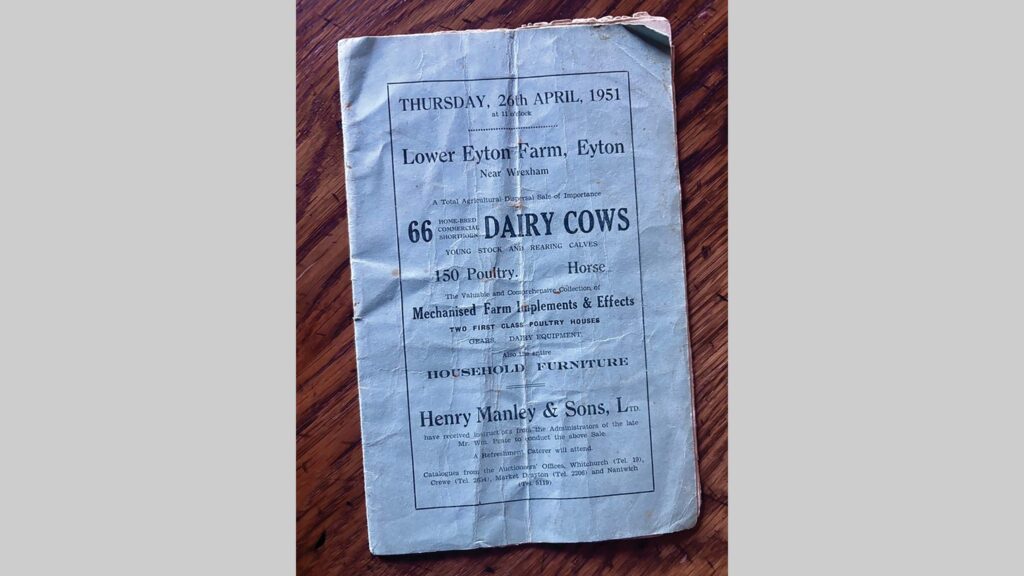 THURSDAY, 26th APRIL, 1951
at 11 o'clock
Lower Eyton Farm, Eyton
Near Wrexham
A Total Agricultural Dispersal Sale of Importance
66 HOME-BRED COMMERCIAL SHORTHORN DAIRY COWS
YOUNG STOCK AND REARING CALVES
150 Poultry. Horse.
The Valuable and Comprehensive Collection of
Mechanised Farm Implements & Effects
TWO FIRST CLASS POULTRY HOUSES
GEARS. DAIRY EQUIPMENT.
Also the entire
HOUSEHOLD FURNITURE
Henry Manley & Sons, LTD.
have received instructions from the Administrators of the late
Mr. Wm. to conduct the above Sale.
A Refreshment Caterer will attend.
Catalogues from the Auctioneers' Offices, Whitchurch (Tel. 19),
Crewe (Tel. ), Market Drayton (Tel. 2206) and Nantwich
(Tel. 5119)